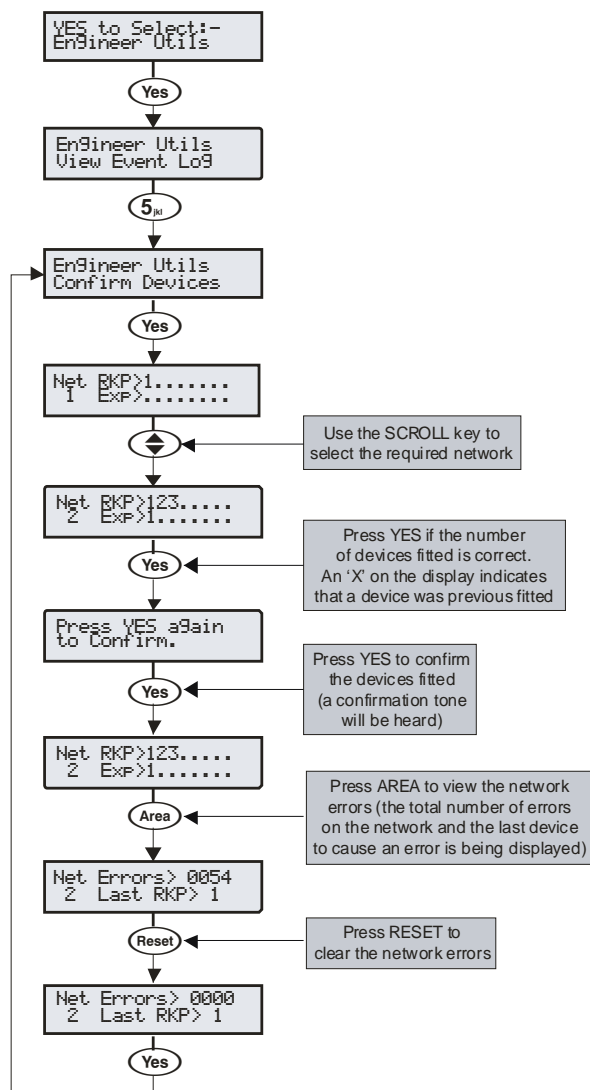 YES to Select:-
Engineer Utils
Yes
Engineer Utils
View Event Log
5jkl
Engineer Utils
Confirm Devices
Yes
Net RKP>1.......
1 Exp>........
Use the SCROLL key to
select the required network
Net RKP>123.....
2 Exp>1.......
Yes
Press YES if the number
of devices fitted is correct.
An ‘X’ on the display indicates
that a device was previous fitted
Press YES again
to Confirm.
Yes
Press YES to confirm
the devices fitted
(a confirmation tone
will be heard)
Net RKP>123.....
2 Exp>1.......
Area
Press AREA to view the network
errors (the total number of errors
on the network and the last device
to cause an error is being displayed)
Net Errors> 0054
2 Last RKP> 1
Reset
Press RESET to
clear the network errors
Net Errors> 0000
2 Last RKP> 1
Yes